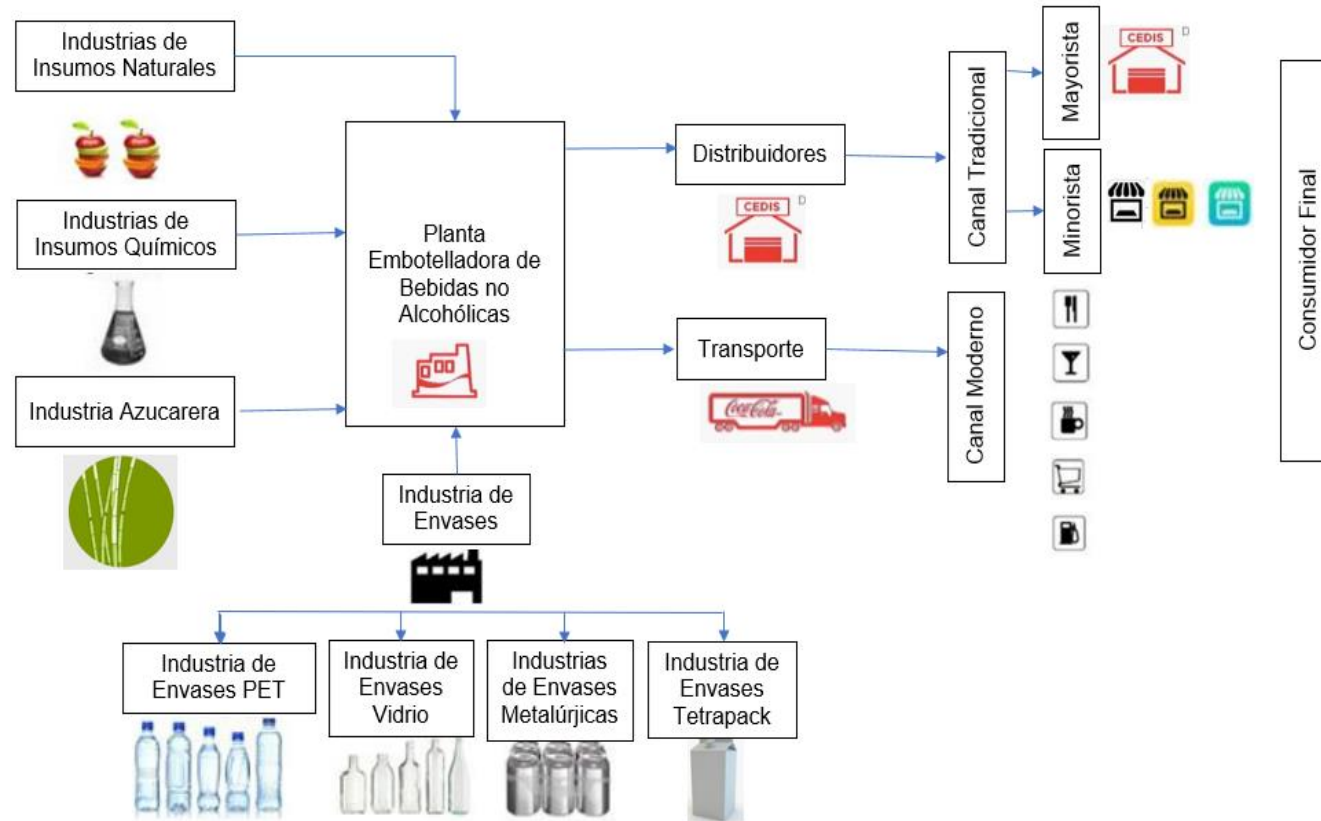 Industrias de
Insumos Naturales
Industrias de
Insumos Químicos
Industria Azucarera
Planta
Embotelladora de
Bebidas no
Alcohólicas
Industria de
Envases
Industria de
Envases PET
Industria de
Envases
Vidrio
Industrias
de Envases
Metalúrjicas
Industria de
Envases
Tetrapack
Distribuidores
CEDIS
D
Transporte
Coca-Cola
Canal Tradicional
Canal Moderno
Mayorista
CEDIS
D
Minorista
Consumidor Final